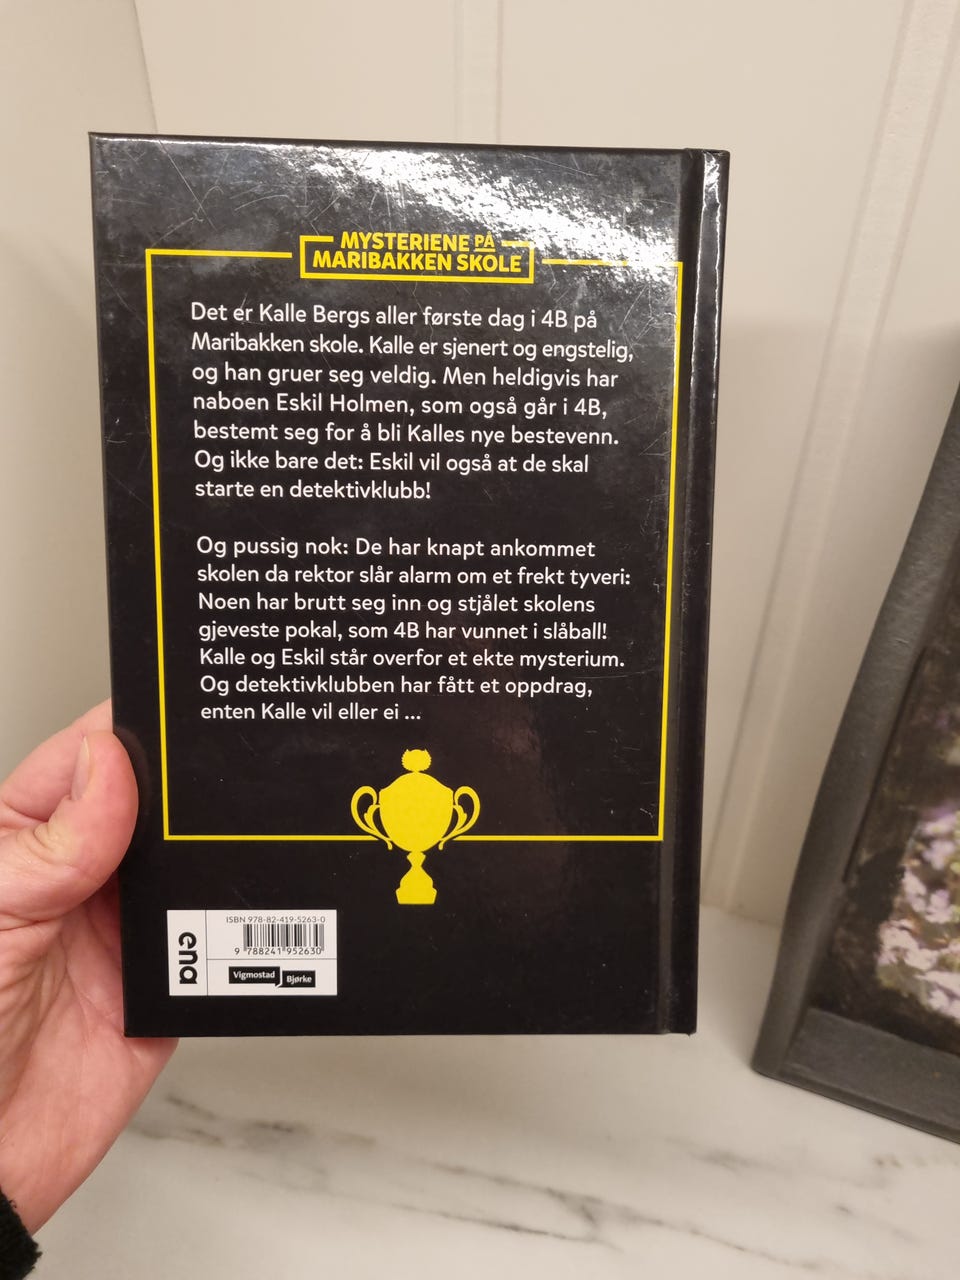 MYSTERIENE PÅ
MARIBAKKEN SKOLE
Det er Kalle Bergs aller første dag i 4B på
Maribakken skole. Kalle er sjenert og engstelig,
og han gruer seg veldig. Men heldigvis har
naboen Eskil Holmen, som også går i 4B,
bestemt seg for å bli Kalles nye bestevenn.
Og ikke bare det: Eskil vil også at de skal
starte en detektivklubb!
Og pussig nok: De har knapt ankommet
skolen da rektor slår alarm om et frekt tyveri:
Noen har brutt seg inn og stjålet skolens
gjeveste pokal, som 4B har vunnet i slåball!
Kalle og Eskil står overfor et ekte mysterium.
Og detektivklubben har fått et oppdrag,
enten Kalle vil eller ei ...
ena
ISBN 978-82-419-5263-0
9 788241 952630
Vigmostad Bjørke